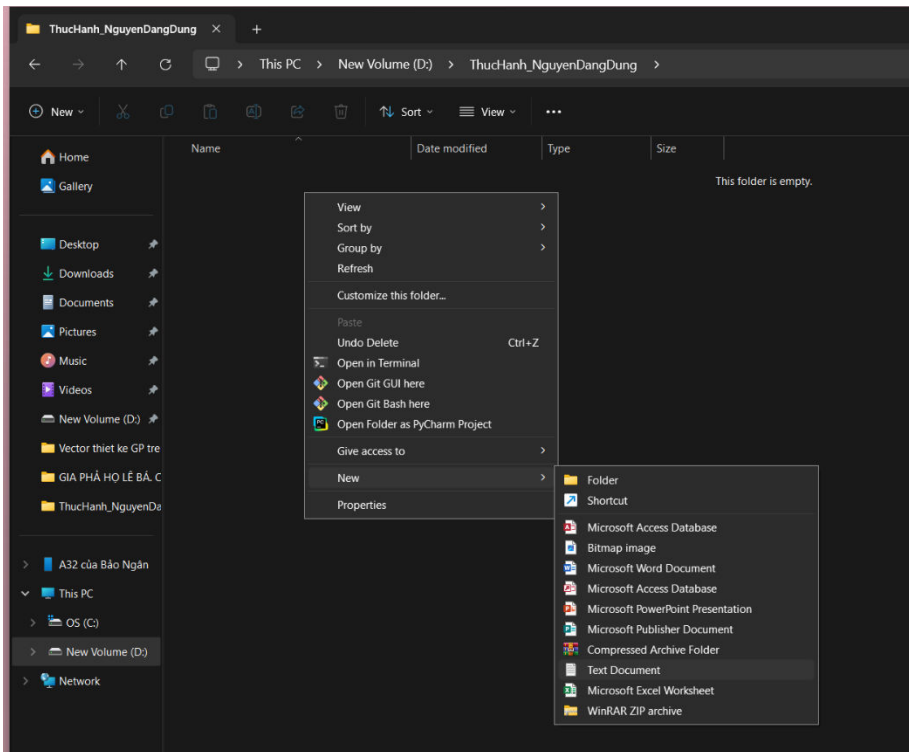 ThucHanh_NguyenDangDung
This PC > New Volume (D:) > ThucHanh_NguyenDangDung >
New Sort View ...
Name Date modified Type Size
This folder is empty.
Home
Gallery
Desktop
Downloads
Documents
Pictures
Music
Videos
New Volume (D:)
Vector thiet ke GP tre
GIA PHẢ HỌ LÊ BÁ. C
ThucHanh_NguyenDa
A32 của Bảo Ngân
This PC
OS (C:)
New Volume (D:)
Network
View
Sort by
Group by
Refresh
Customize this folder...
Paste
Undo Delete Ctrl+Z
Open in Terminal
Open Git GUI here
Open Git Bash here
Open Folder as PyCharm Project
Give access to
New
Properties
Folder
Shortcut
Microsoft Access Database
Bitmap image
Microsoft Word Document
Microsoft Access Database
Microsoft PowerPoint Presentation
Microsoft Publisher Document
Compressed Archive Folder
Text Document
Microsoft Excel Worksheet
WinRAR ZIP archive